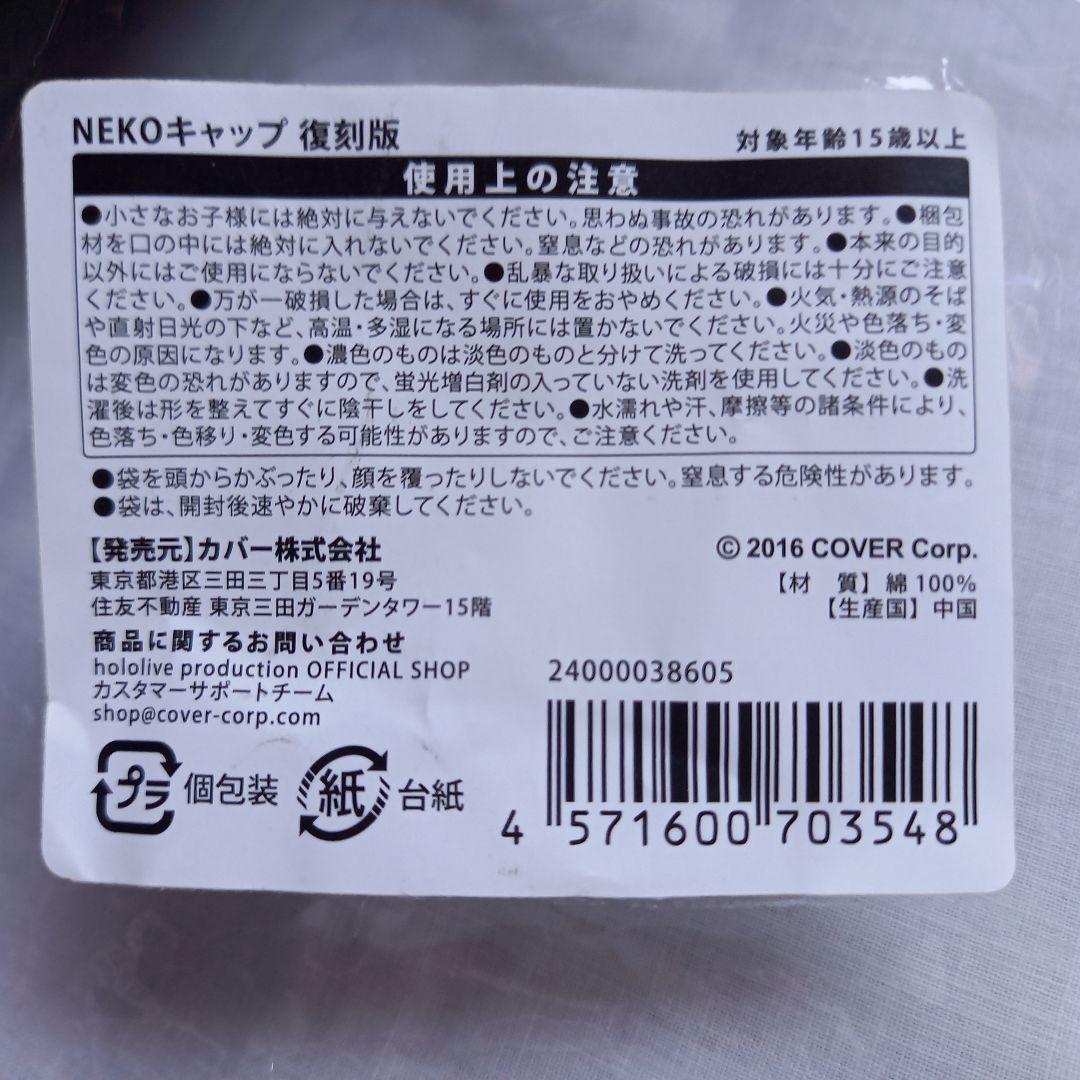 NEKOキャップ 復刻版
対象年齢15歳以上
使用上の注意
●小さなお子様には絶対に与えないでください。思わぬ事故の恐れがあります。●梱包
材を口の中には絶対に入れないでください。窒息などの恐れがあります。●本来の目的
以外にはご使用にならないでください。●乱暴な取り扱いによる破損には十分にご注意
ください。●万が一破損した場合は、すぐに使用をおやめください。●火気・熱源のそば
や直射日光の下など、高温・多湿になる場所には置かないでください。火災や色落ち・変
色の原因になります。●濃色のものは淡色のものと分けて洗ってください。●淡色のもの
は変色の恐れがありますので、蛍光増白剤の入っていない洗剤を使用してください。●洗
濯後は形を整えてすぐに陰干しをしてください。●水濡れや汗、摩擦等の諸条件により、
色落ち・色移り・変色する可能性がありますので、ご注意ください。
●袋を頭からかぶったり、顔を覆ったりしないでください。窒息する危険性があります。
●袋は、開封後速やかに破棄してください。
【発売元】カバー株式会社
東京都港区三田三丁目5番19号
住友不動産 東京三田ガーデンタワー15階
© 2016 COVER Corp.
【材　質】綿 100%
【生産国】中国
商品に関するお問い合わせ
hololive production OFFICIAL SHOP
カスタマーサポートチーム
shop@cover-corp.com
24000038605
プラ 個包装
紙 台紙
4 571600 703548